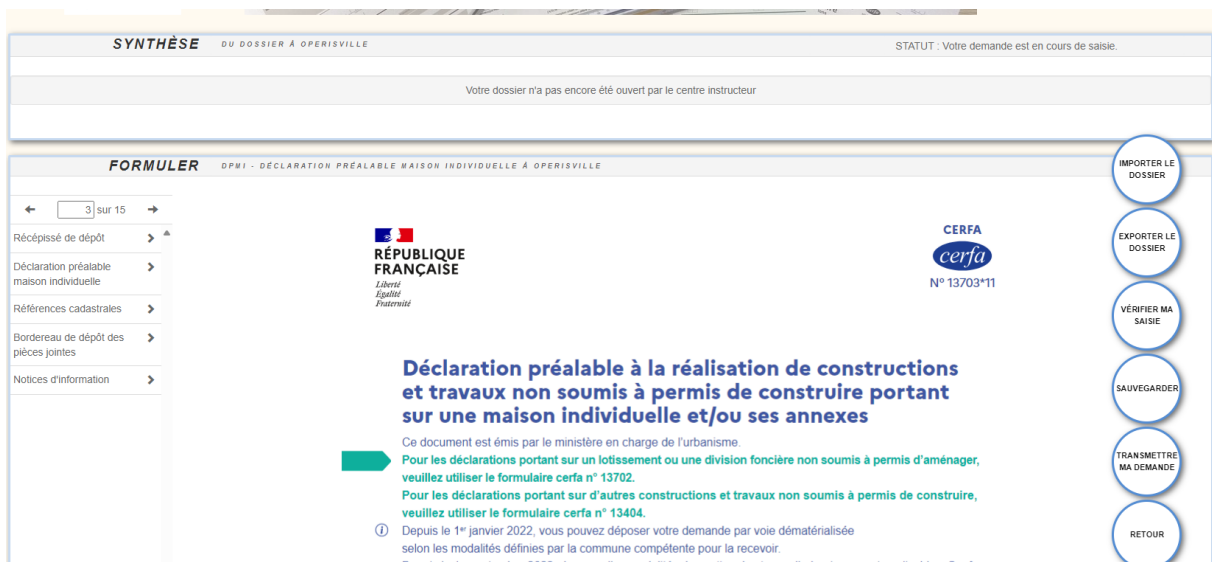 SYNTHÈSE DU DOSSIER À OPERISVILLE
STATUT : Votre demande est en cours de saisie.
Votre dossier n'a pas encore été ouvert par le centre instructeur
FORMULER DPMI - DÉCLARATION PRÉALABLE MAISON INDIVIDUELLE À OPERISVILLE
3 sur 15
Récépissé de dépôt
Déclaration préalable
maison individuelle
Références cadastrales
Bordereau de dépôt des
pièces jointes
Notices d'information
RÉPUBLIQUE
FRANÇAISE
Liberté
Égalité
Fraternité
CERFA
cerfa
N° 13703*11
Déclaration préalable à la réalisation de constructions
et travaux non soumis à permis de construire portant
sur une maison individuelle et/ou ses annexes
Ce document est émis par le ministère en charge de l'urbanisme.
Pour les déclarations portant sur un lotissement ou une division foncière non soumis à permis d'aménager,
veuillez utiliser le formulaire cerfa n° 13702.
Pour les déclarations portant sur d'autres constructions et travaux non soumis à permis de construire,
veuillez utiliser le formulaire cerfa n° 13404.
Depuis le 1er janvier 2022, vous pouvez déposer votre demande par voie dématérialisée
selon les modalités définies par la commune compétente pour la recevoir.
IMPORTER LE
DOSSIER
EXPORTER LE
DOSSIER
VÉRIFIER MA
SAISIE
SAUVEGARDER
TRANSMETTRE
MA DEMANDE
RETOUR